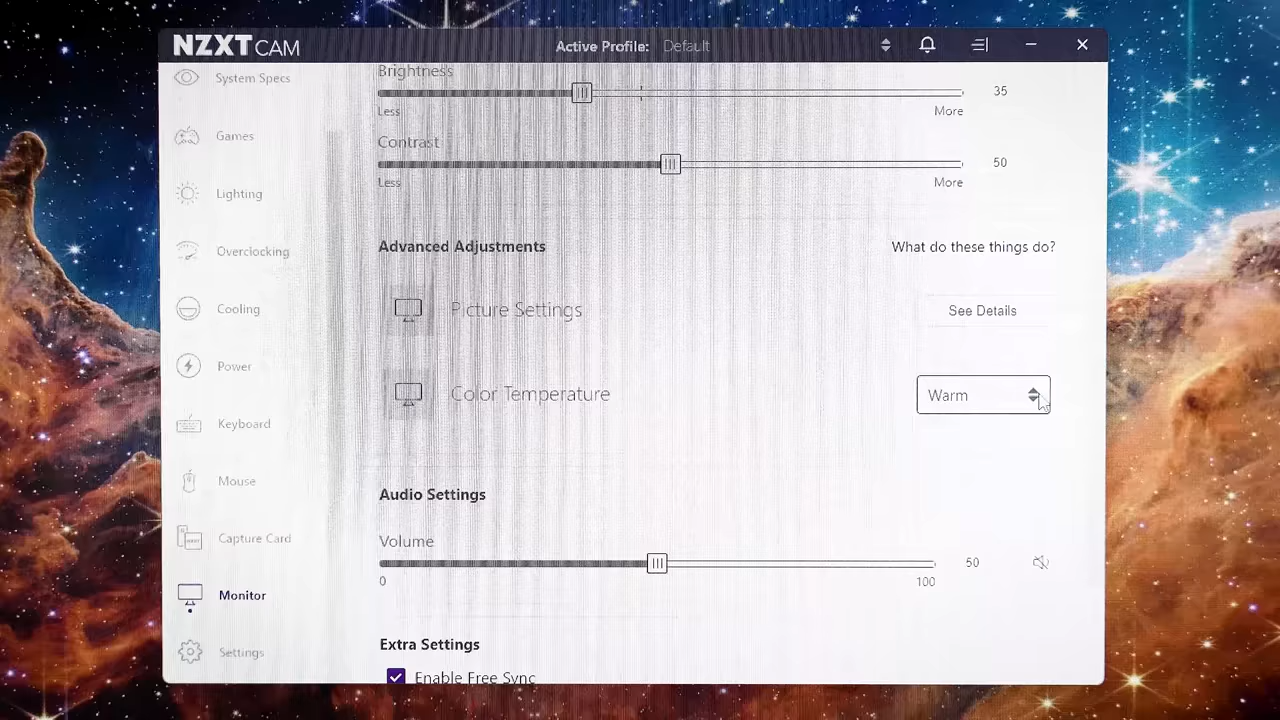 NZXT CAM
Active Profile: Default
System Specs
Games
Lighting
Overclocking
Cooling
Power
Keyboard
Mouse
Capture Card
Monitor
Settings
Brightness
35
Less More
Contrast
50
Less More
Advanced Adjustments What do these things do?
Picture Settings See Details
Color Temperature Warm
Audio Settings
Volume
50
0 100
Extra Settings
Enable Free Sync